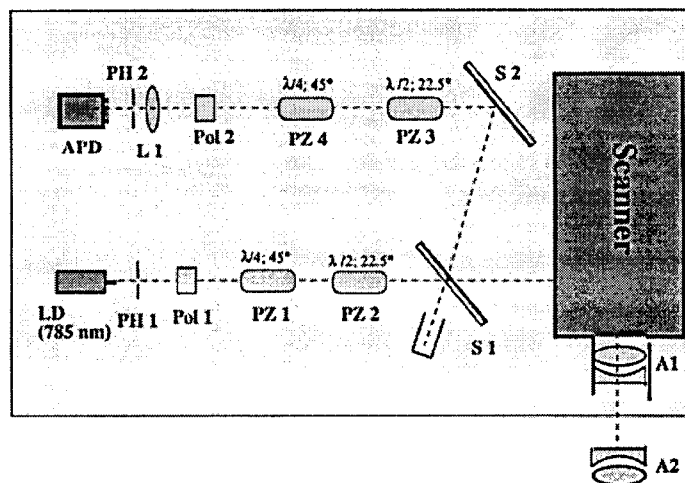 S 2
PH 2
λ/4; 45°
λ/2; 22.5°
APD
L 1
Pol 2
PZ 4
PZ 3
Scanner
λ/4; 45°
λ/2; 22.5°
LD
(785 nm)
PH 1
Pol 1
PZ 1
PZ 2
S 1
A1
A2